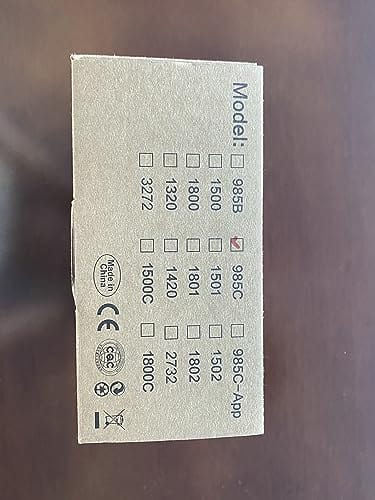 Model: ☐ 985B ☑ 985C ☐ 985C-App
☐ 1500 ☐ 1501 ☐ 1502
☐ 1800 ☐ 1801 ☐ 1802
☐ 1320 ☐ 1420 ☐ 2732
☐ 3272 ☐ 1500C ☐ 1800C
Made in
China
CE
CQC